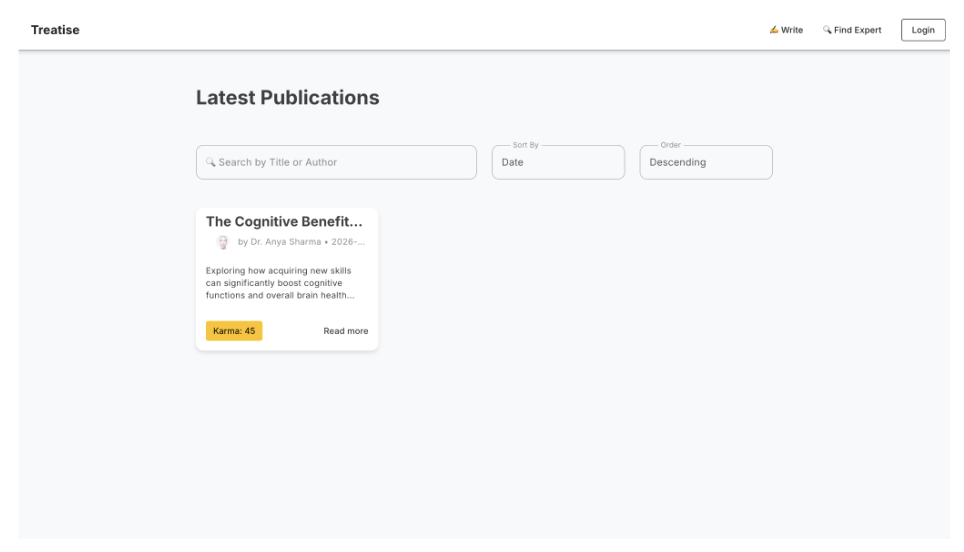 Treatise
✍️ Write
🔍 Find Expert
Login
Latest Publications
🔍 Search by Title or Author
Sort By
Date
Order
Descending
The Cognitive Benefit...
by Dr. Anya Sharma • 2026-...
Exploring how acquiring new skills
can significantly boost cognitive
functions and overall brain health...
Karma: 45
Read more